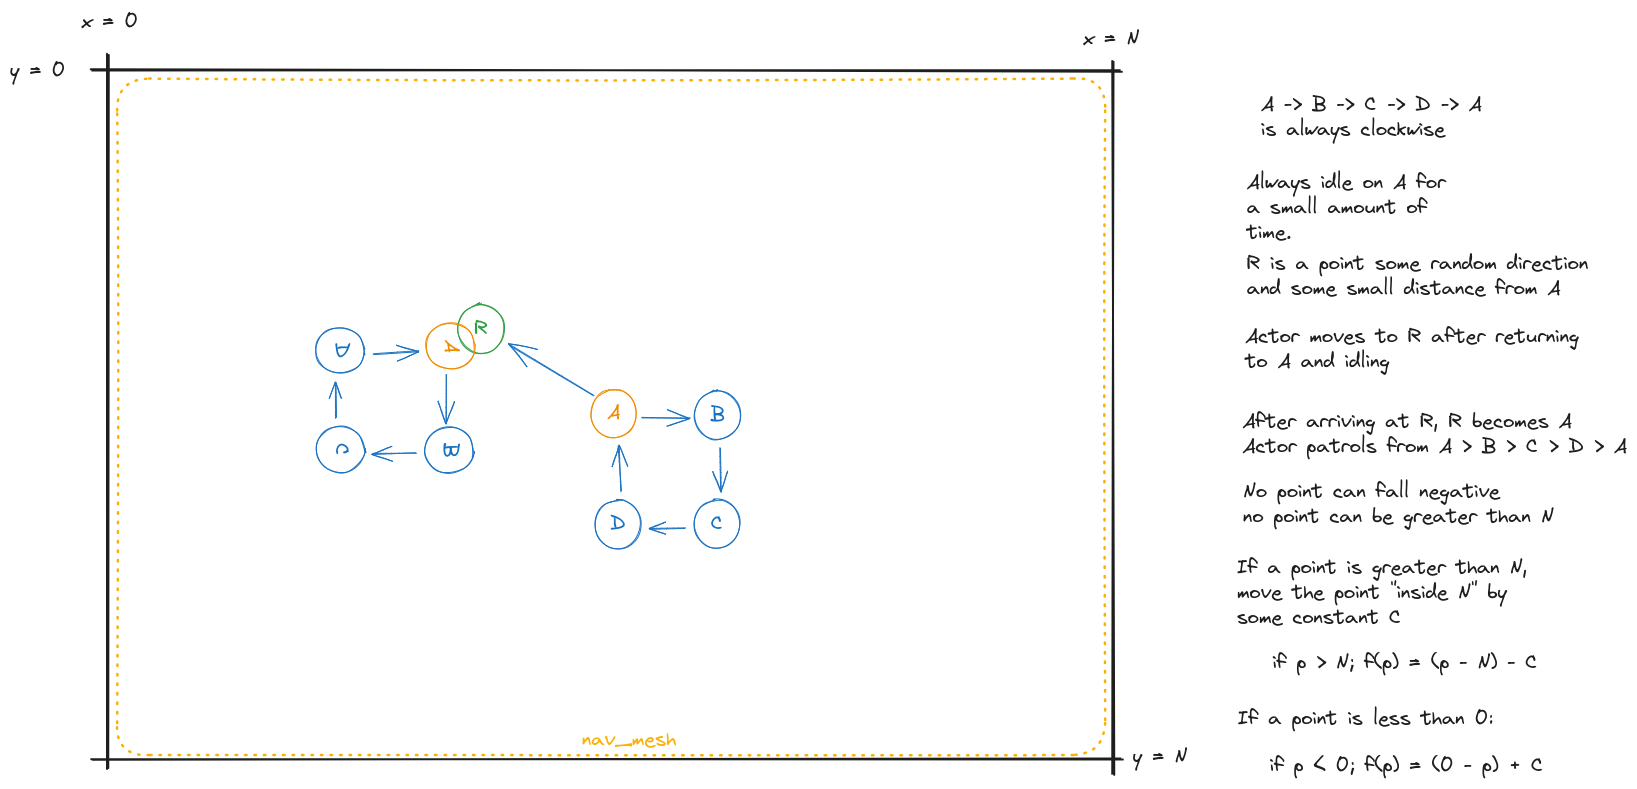 x = 0
x = N
y = 0
A -> B -> C -> D -> A
is always clockwise
Always idle on A for
a small amount of
time.
R is a point some random direction
and some small distance from A
R
D
A
A
B
Actor moves to R after returning
to A and idling
C
B
D
C
After arriving at R, R becomes A
Actor patrols from A > B > C > D > A
No point can fall negative
no point can be greater than N
If a point is greater than N,
move the point "inside N" by
some constant C
if p > N; f(p) = (p - N) - C
If a point is less than 0:
if p < 0; f(p) = (0 - p) + C
nav_mesh
y = N